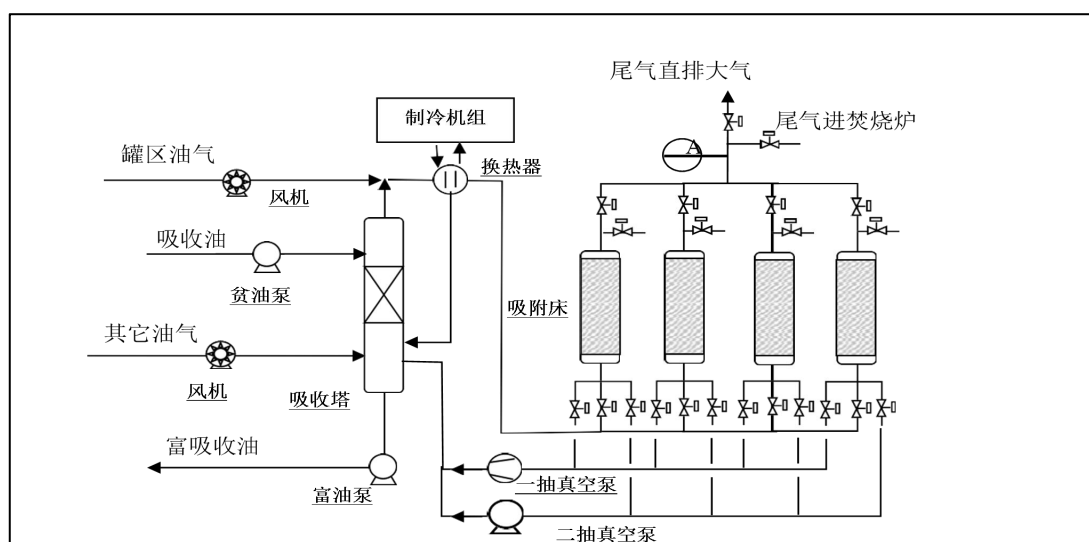 尾气直排大气
制冷机组
尾气进焚烧炉
A
罐区油气
换热器
风机
吸收油
贫油泵
吸附床
其它油气
风机
吸收塔
富吸收油
富油泵
一抽真空泵
二抽真空泵